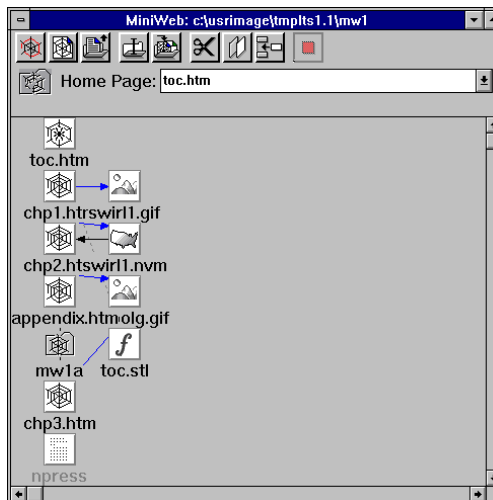 MiniWeb: c:\usrimage\tmplts1.1\mw1
Home Page: toc.htm
toc.htm
chp1.htrswirl1.gif
chp2.htswirl1.nvm
appendix.htmolg.gif
mw1a toc.stl
chp3.htm
npress